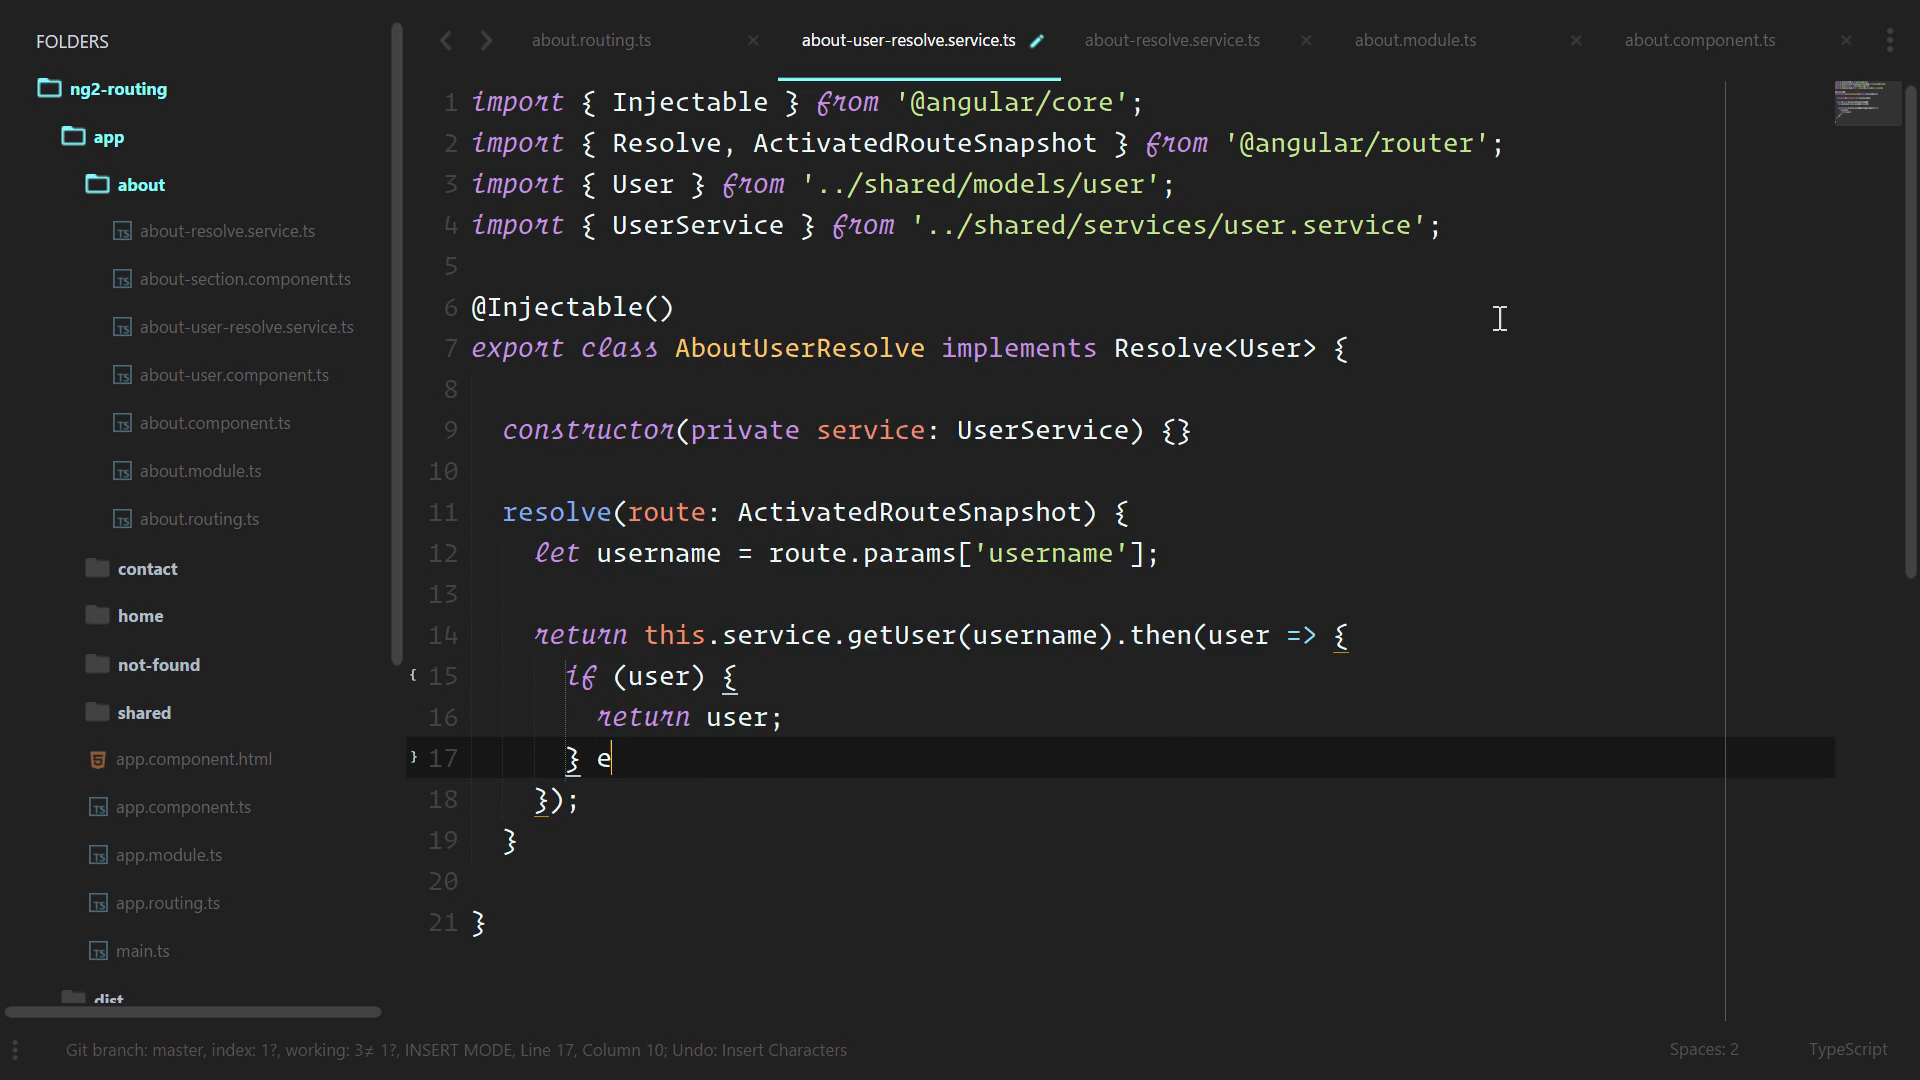 FOLDERS
ng2-routing
app
about
about-resolve.service.ts
about-section.component.ts
about-user-resolve.service.ts
about-user.component.ts
about.component.ts
about.module.ts
about.routing.ts
contact
home
not-found
shared
app.component.html
app.component.ts
app.module.ts
app.routing.ts
main.ts
dist
about.routing.ts about-user-resolve.service.ts about-resolve.service.ts about.module.ts about.component.ts
1 import { Injectable } from '@angular/core';
2 import { Resolve, ActivatedRouteSnapshot } from '@angular/router';
3 import { User } from '../shared/models/user';
4 import { UserService } from '../shared/services/user.service';
5
6 @Injectable()
7 export class AboutUserResolve implements Resolve<User> {
8
9 constructor(private service: UserService) {}
10
11 resolve(route: ActivatedRouteSnapshot) {
12 let username = route.params['username'];
13
14 return this.service.getUser(username).then(user => {
{ 15 if (user) {
16 return user;
} 17 } e
18 });
19 }
20
21 }
Git branch: master, index: 1?, working: 3≠ 1?, INSERT MODE, Line 17, Column 10; Undo: Insert Characters
Spaces: 2 TypeScript